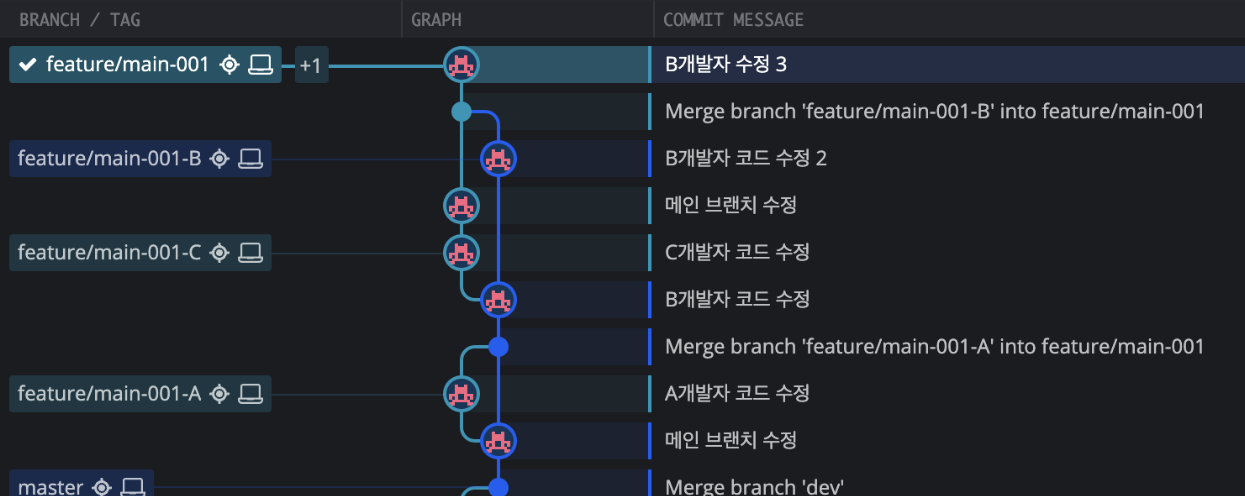 BRANCH / TAG GRAPH COMMIT MESSAGE
feature/main-001 +1 B개발자 수정 3
Merge branch 'feature/main-001-B' into feature/main-001
feature/main-001-B B개발자 코드 수정 2
메인 브랜치 수정
feature/main-001-C C개발자 코드 수정
B개발자 코드 수정
Merge branch 'feature/main-001-A' into feature/main-001
feature/main-001-A A개발자 코드 수정
메인 브랜치 수정
master Merge branch 'dev'